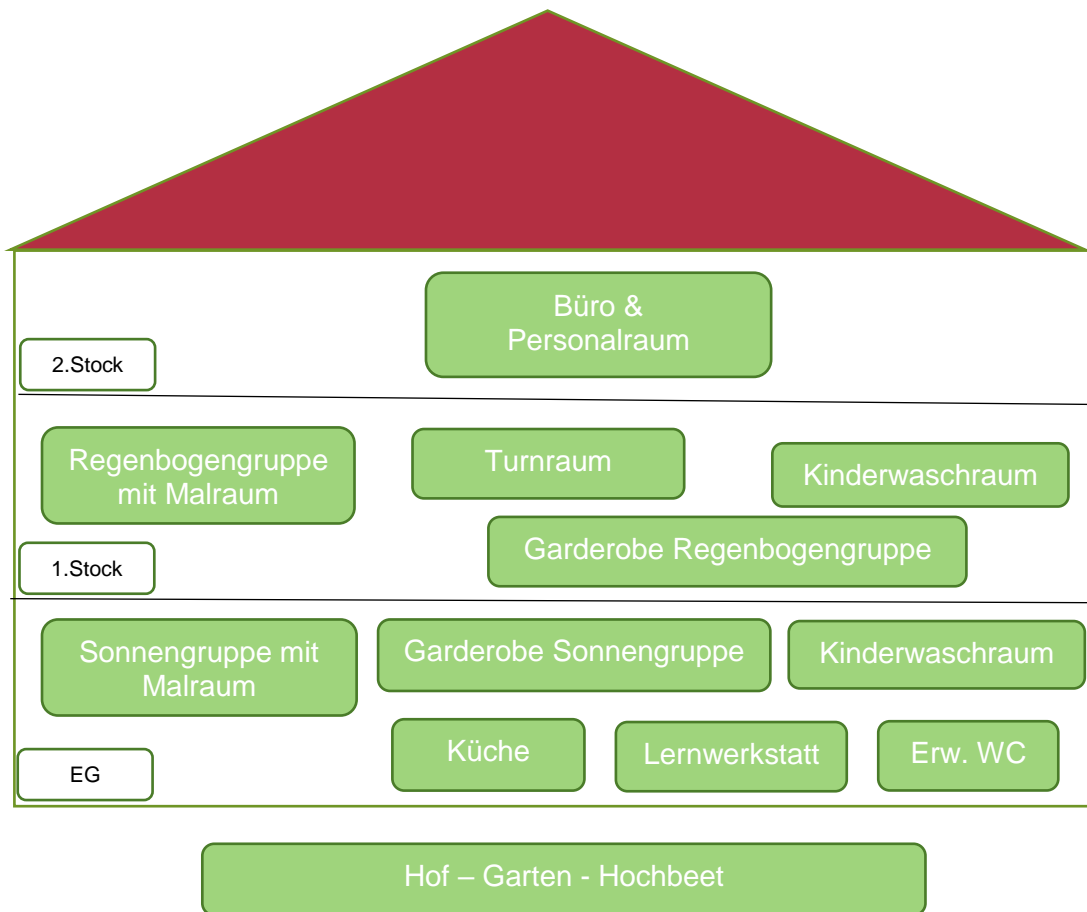 Büro &
Personalraum
2.Stock
Regenbogengruppe
mit Malraum
Turnraum
Kinderwaschraum
Garderobe Regenbogengruppe
1.Stock
Sonnengruppe mit
Malraum
Garderobe Sonnengruppe
Kinderwaschraum
Küche
Lernwerkstatt
Erw. WC
EG
Hof – Garten - Hochbeet